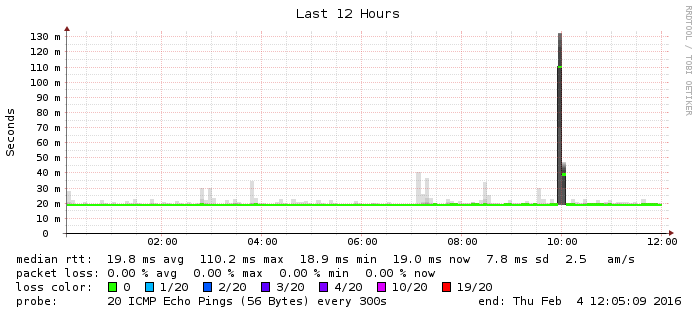 Last 12 Hours
RRDTOOL / TOBI OETIKER
Seconds
130 m
120 m
110 m
100 m
90 m
80 m
70 m
60 m
50 m
40 m
30 m
20 m
10 m
0
02:00 04:00 06:00 08:00 10:00 12:00
median rtt: 19.8 ms avg 110.2 ms max 18.9 ms min 19.0 ms now 7.8 ms sd 2.5 am/s
packet loss: 0.00 % avg 0.00 % max 0.00 % min 0.00 % now
loss color: 0 1/20 2/20 3/20 4/20 10/20 19/20
probe: 20 ICMP Echo Pings (56 Bytes) every 300s end: Thu Feb 4 12:05:09 2016